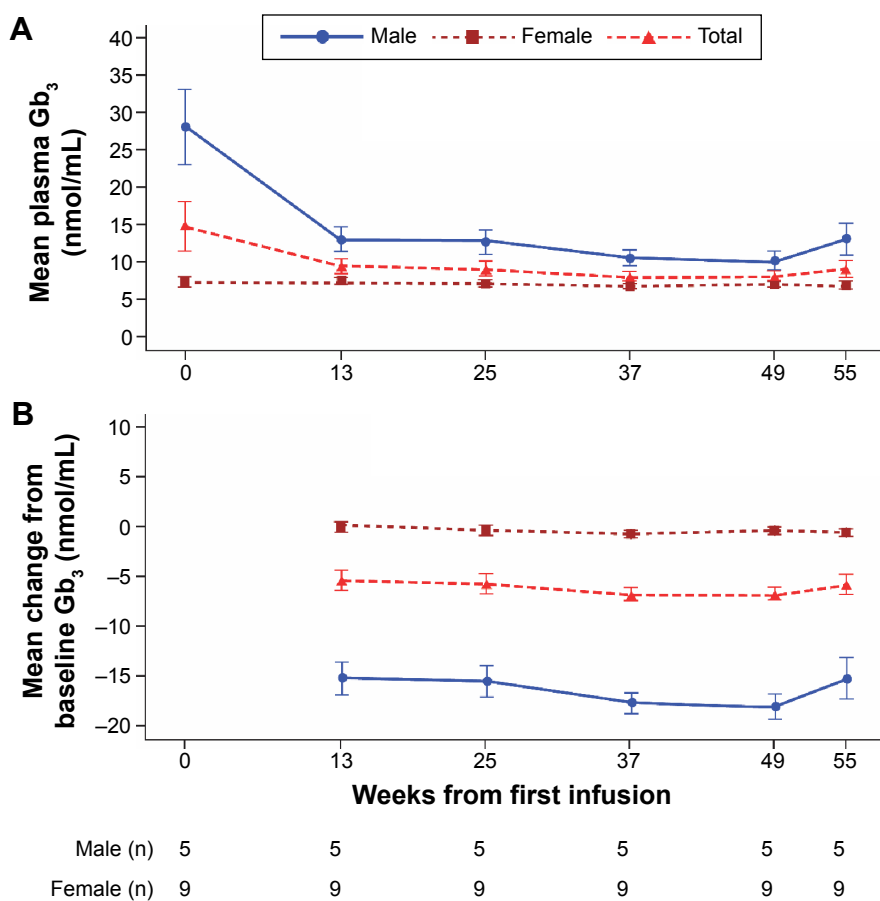 A
Male Female Total
Mean plasma Gb3
(nmol/mL)
40
35
30
25
20
15
10
5
0
0 13 25 37 49 55
B
Mean change from
baseline Gb3 (nmol/mL)
10
5
0
–5
–10
–15
–20
0 13 25 37 49 55
Weeks from first infusion
Male (n) 5 5 5 5 5 5
Female (n) 9 9 9 9 9 9